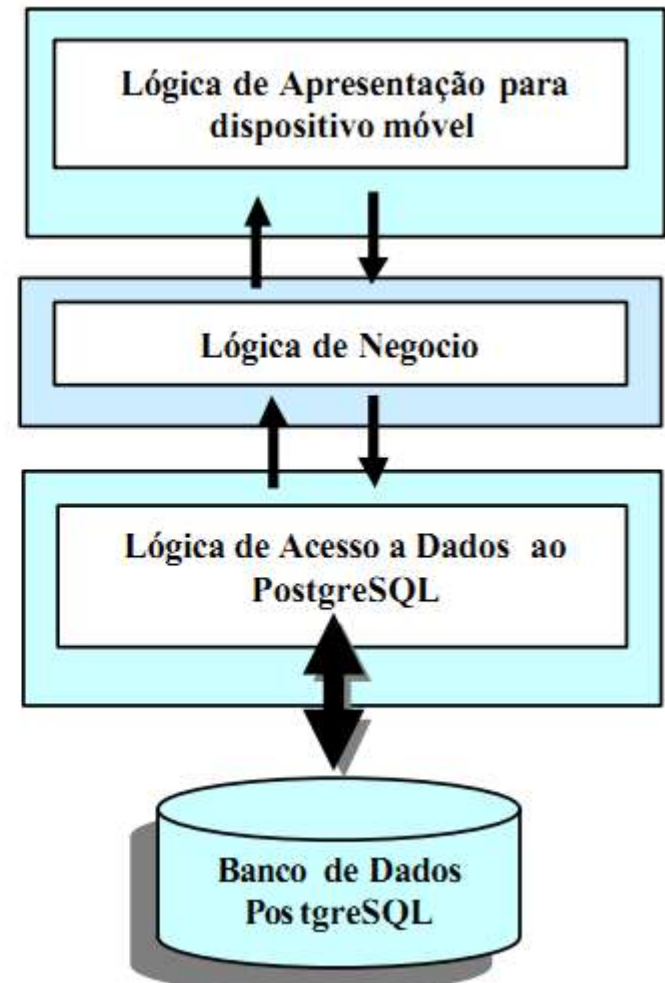 Lógica de Apresentação para
dispositivo móvel
Lógica de Negocio
Lógica de Acesso a Dados ao
PostgreSQL
Banco de Dados
Pos tgreSQL